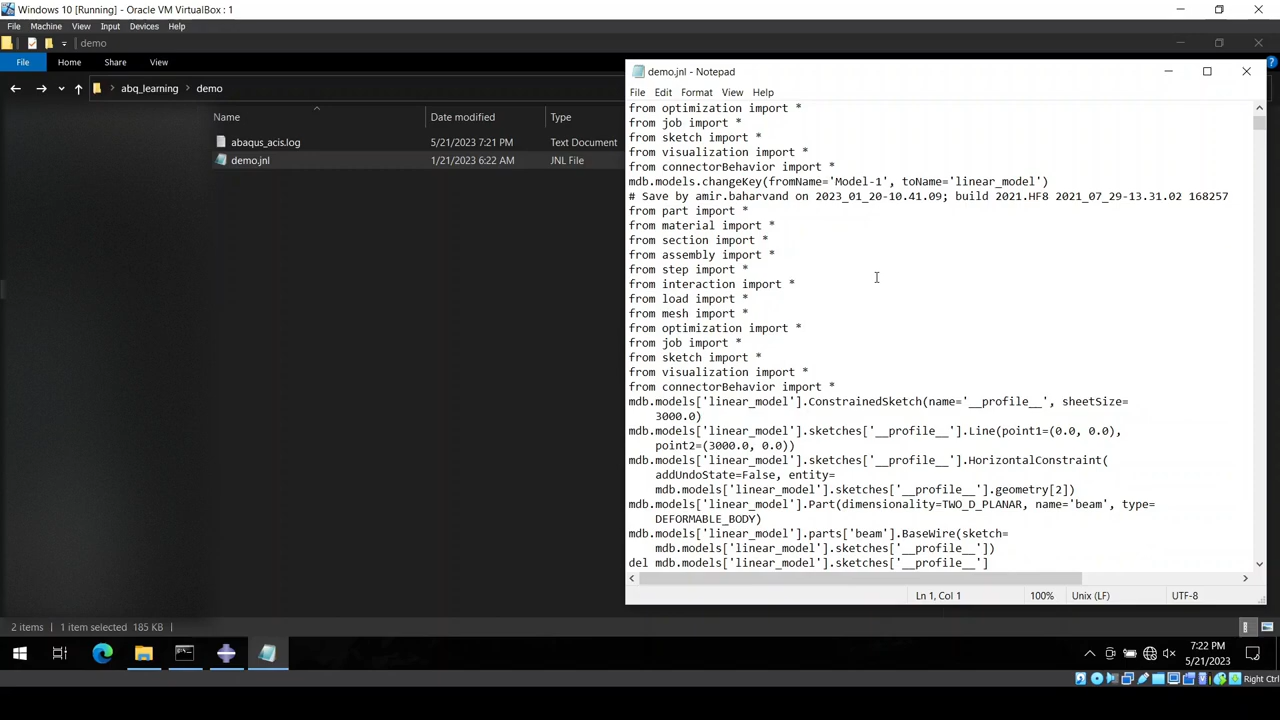 Windows 10 [Running] - Oracle VM VirtualBox : 1
File Machine View Input Devices Help
demo
File Home Share View
abq_learning demo
Name Date modified Type
abaqus_acis.log 5/21/2023 7:21 PM Text Document
demo.jnl 1/21/2023 6:22 AM JNL File
demo.jnl - Notepad
File Edit Format View Help
from optimization import *
from job import *
from sketch import *
from visualization import *
from connectorBehavior import *
mdb.models.changeKey(fromName='Model-1', toName='linear_model')
# Save by amir.baharvand on 2023_01_20-10.41.09; build 2021.HF8 2021_07_29-13.31.02 168257
from part import *
from material import *
from section import *
from assembly import *
from step import *
from interaction import *
from load import *
from mesh import *
from optimization import *
from job import *
from sketch import *
from visualization import *
from connectorBehavior import *
mdb.models['linear_model'].ConstrainedSketch(name='__profile__', sheetSize=
3000.0)
mdb.models['linear_model'].sketches['__profile__'].Line(point1=(0.0, 0.0),
point2=(3000.0, 0.0))
mdb.models['linear_model'].sketches['__profile__'].HorizontalConstraint(
addUndoState=False, entity=
mdb.models['linear_model'].sketches['__profile__'].geometry[2])
mdb.models['linear_model'].Part(dimensionality=TWO_D_PLANAR, name='beam', type=
DEFORMABLE_BODY)
mdb.models['linear_model'].parts['beam'].BaseWire(sketch=
mdb.models['linear_model'].sketches['__profile__'])
del mdb.models['linear_model'].sketches['__profile__']
Ln 1, Col 1 100% Unix (LF) UTF-8
2 items 1 item selected 185 KB
7:22 PM
5/21/2023
Right Ctrl